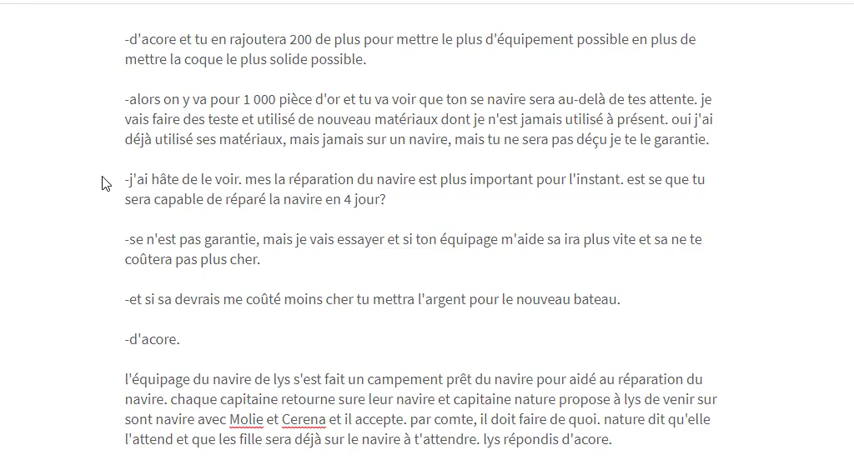 -d'acore et tu en rajoutera 200 de plus pour mettre le plus d'équipement possible en plus de
mettre la coque le plus solide possible.
-alors on y va pour 1 000 pièce d'or et tu va voir que ton se navire sera au-delà de tes attente. je
vais faire des teste et utilisé de nouveau matériaux dont je n'est jamais utilisé à présent. oui j'ai
déjà utilisé ses matériaux, mais jamais sur un navire, mais tu ne sera pas déçu je te le garantie.
-j'ai hâte de le voir. mes la réparation du navire est plus important pour l'instant. est se que tu
sera capable de réparé la navire en 4 jour?
-se n'est pas garantie, mais je vais essayer et si ton équipage m'aide sa ira plus vite et sa ne te
coûtera pas plus cher.
-et si sa devrais me coûté moins cher tu mettra l'argent pour le nouveau bateau.
-d'acore.
l'équipage du navire de lys s'est fait un campement prêt du navire pour aidé au réparation du
navire. chaque capitaine retourne sure leur navire et capitaine nature propose à lys de venir sur
sont navire avec Molie et Cerena et il accepte. par comte, il doit faire de quoi. nature dit qu'elle
l'attend et que les fille sera déjà sur le navire à t'attendre. lys répondis d'acore.